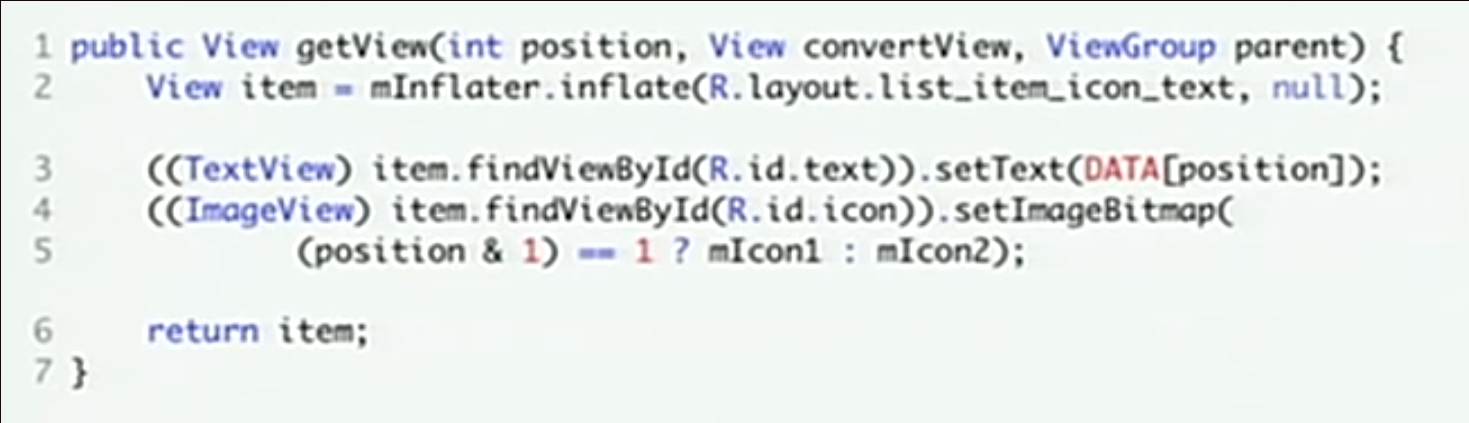 1 public View getView(int position, View convertView, ViewGroup parent) {
2     View item = mInflater.inflate(R.layout.list_item_icon_text, null);
3     ((TextView) item.findViewById(R.id.text)).setText(DATA[position]);
4     ((ImageView) item.findViewById(R.id.icon)).setImageBitmap(
5             (position & 1) == 1 ? mIcon1 : mIcon2);
6     return item;
7 }